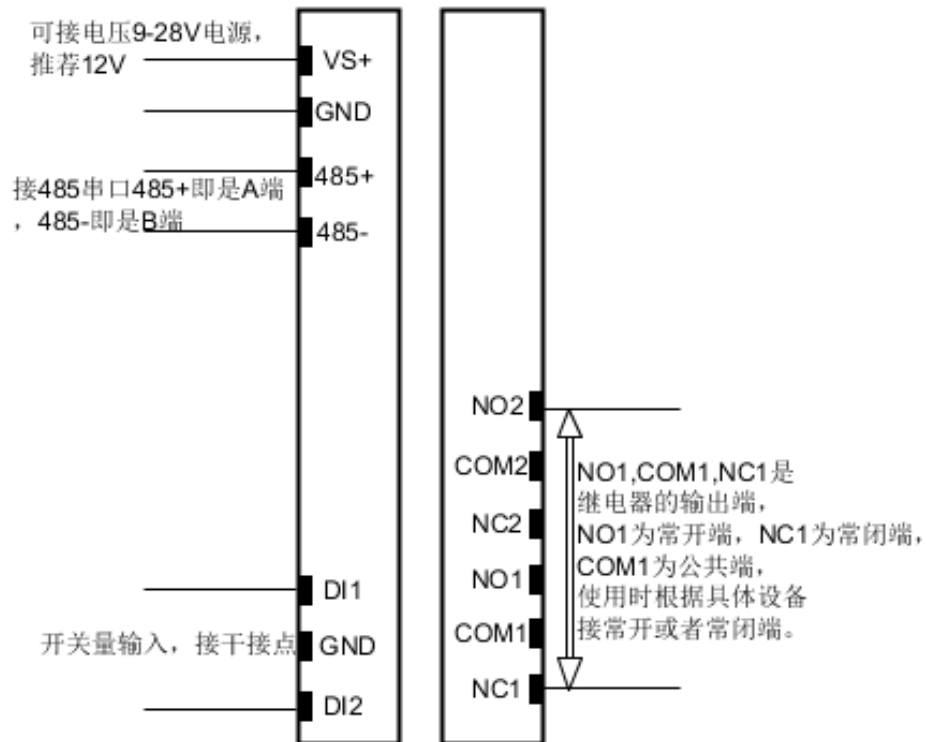 可接电压9-28V电源，
推荐12V
VS+
GND
接485串口485+即是A端
，485-即是B端
485+
485-
DI1
开关量输入，接干接点
GND
DI2
NO2
COM2
NC2
NO1
COM1
NC1
NO1,COM1,NC1是
继电器的输出端，
NO1为常开端，NC1为常闭端，
COM1为公共端，
使用时根据具体设备
接常开或者常闭端。